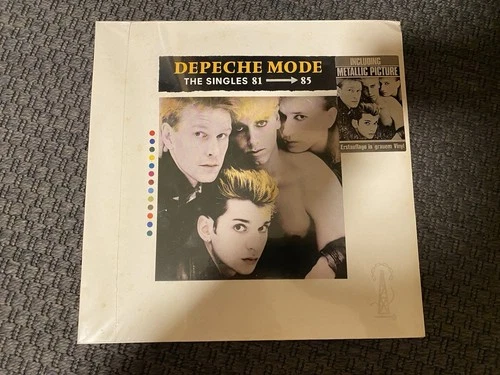 DEPECHE MODE
THE SINGLES 81 → 85
INCLUDING
METALLIC PICTURE
Erstauflage in grauem Vinyl